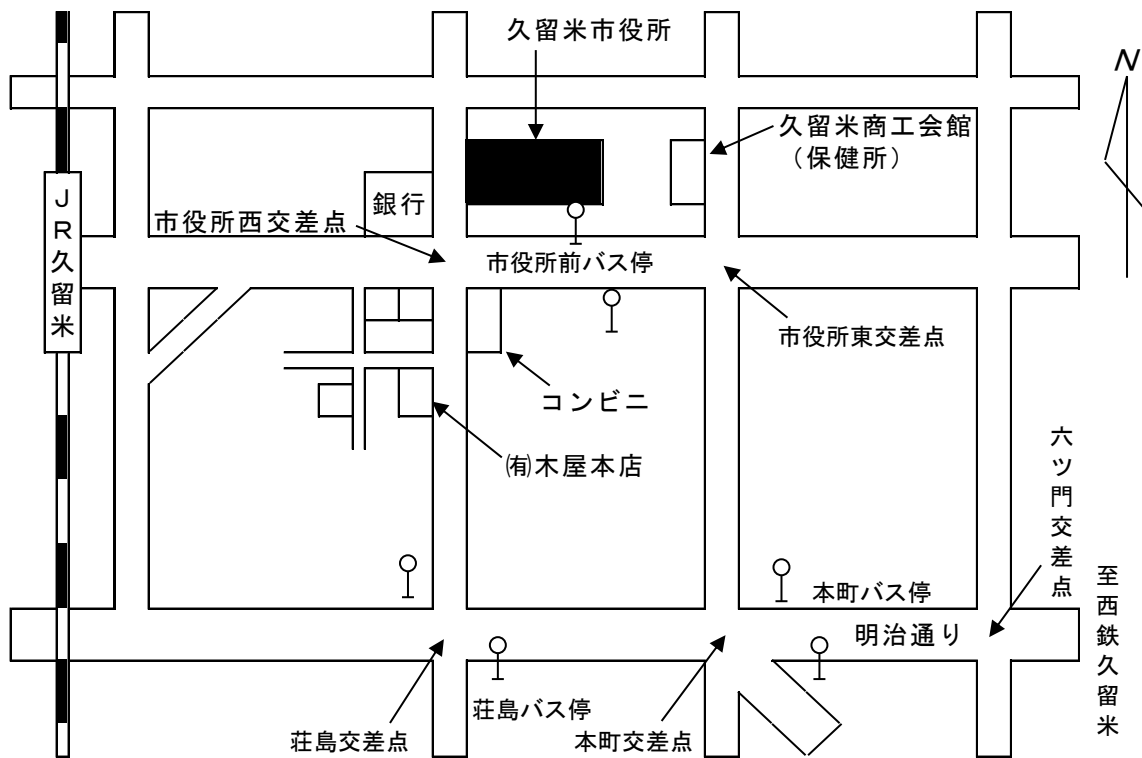 久留米市役所
N
久留米商工会館
（保健所）
JR久留米
銀行
市役所西交差点
市役所前バス停
市役所東交差点
コンビニ
㈲木屋本店
六ツ門交差点
至西鉄久留米
本町バス停
明治通り
荘島バス停
荘島交差点
本町交差点